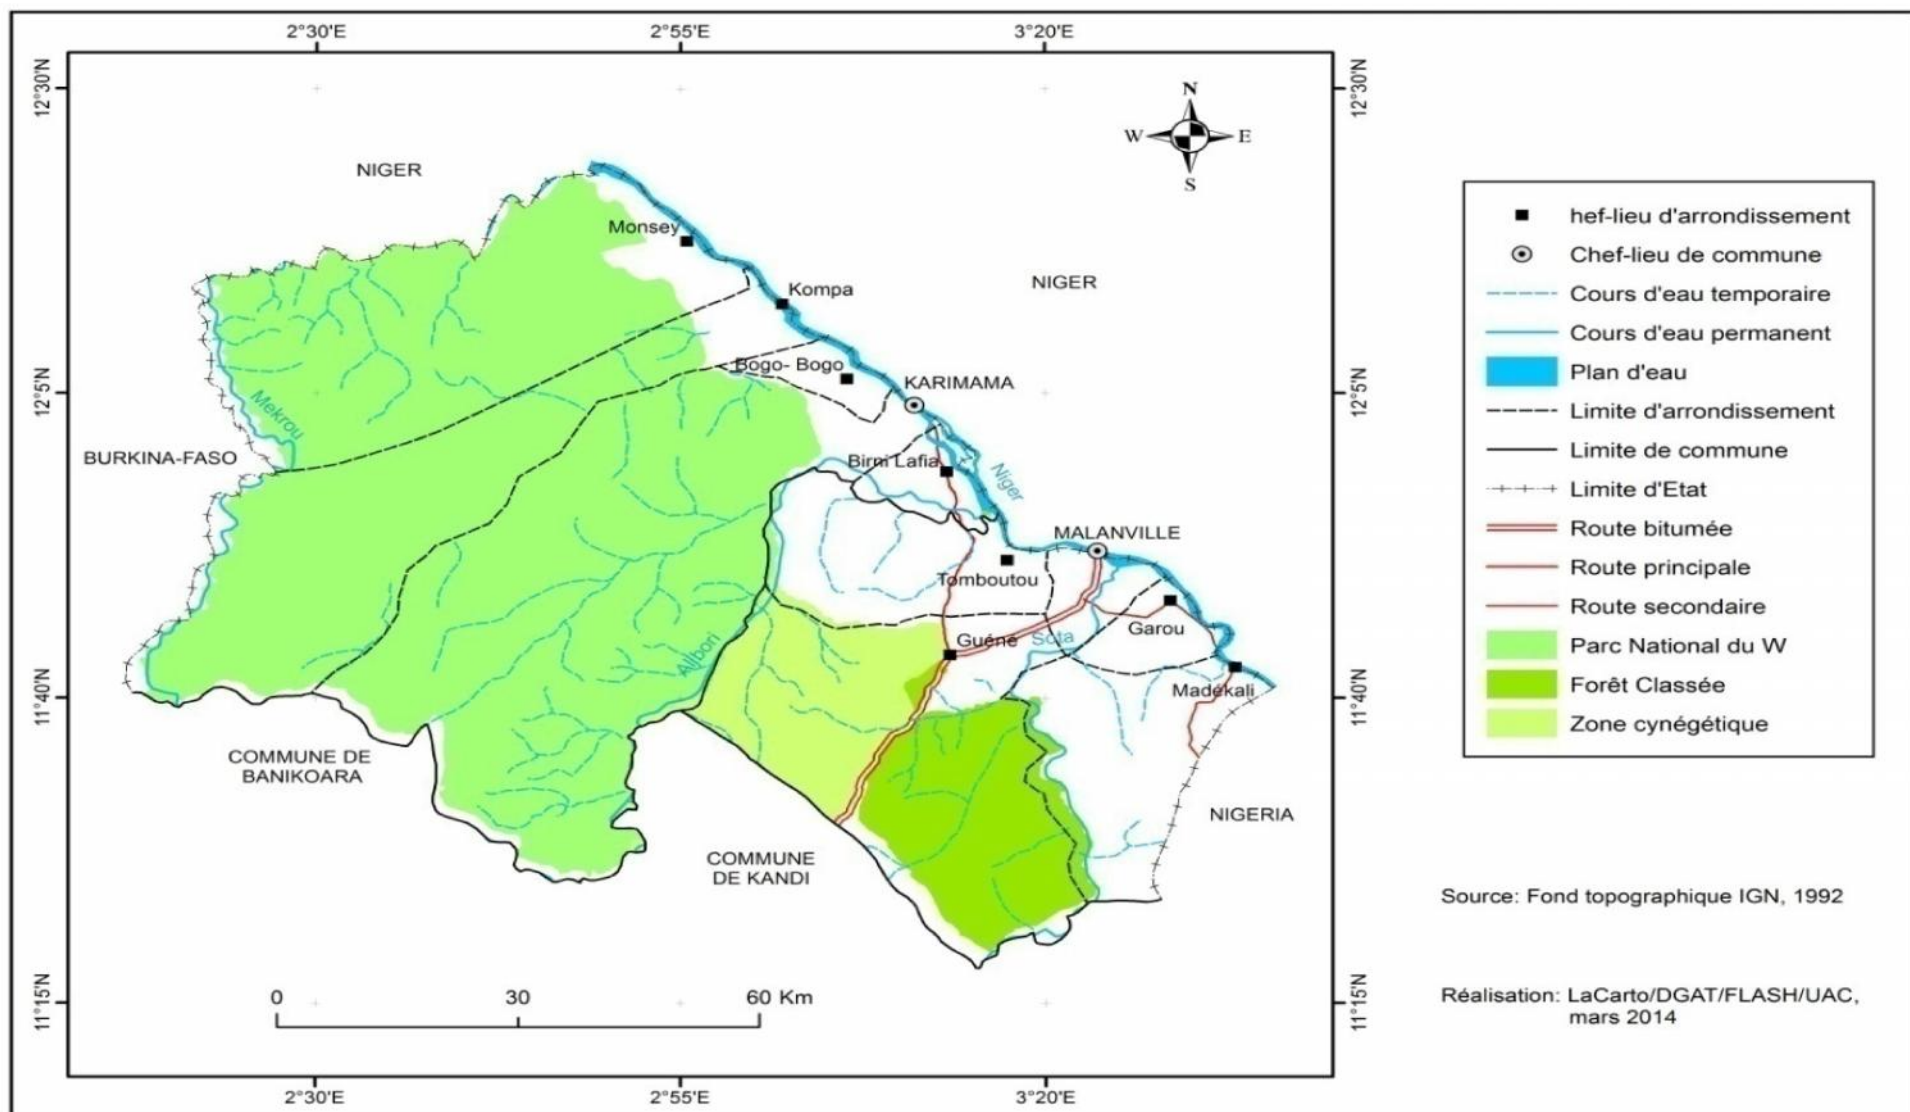 2°30'E
2°55'E
3°20'E
12°30'N
12°30'N
N
W
E
S
NIGER
Monsey
NIGER
Kompa
Bogo- Bogo
KARIMAMA
12°5'N
12°5'N
Mekrou
BURKINA-FASO
Birni Lafia
Niger
MALANVILLE
Tomboutou
Garou
Guéné
Sota
Alibori
Madékali
11°40'N
11°40'N
COMMUNE DE
BANIKOARA
NIGERIA
COMMUNE
DE KANDI
0
30
60 Km
11°15'N
11°15'N
2°30'E
2°55'E
3°20'E
hef-lieu d'arrondissement
Chef-lieu de commune
Cours d'eau temporaire
Cours d'eau permanent
Plan d'eau
Limite d'arrondissement
Limite de commune
Limite d'Etat
Route bitumée
Route principale
Route secondaire
Parc National du W
Forêt Classée
Zone cynégétique
Source: Fond topographique IGN, 1992
Réalisation: LaCarto/DGAT/FLASH/UAC,
mars 2014